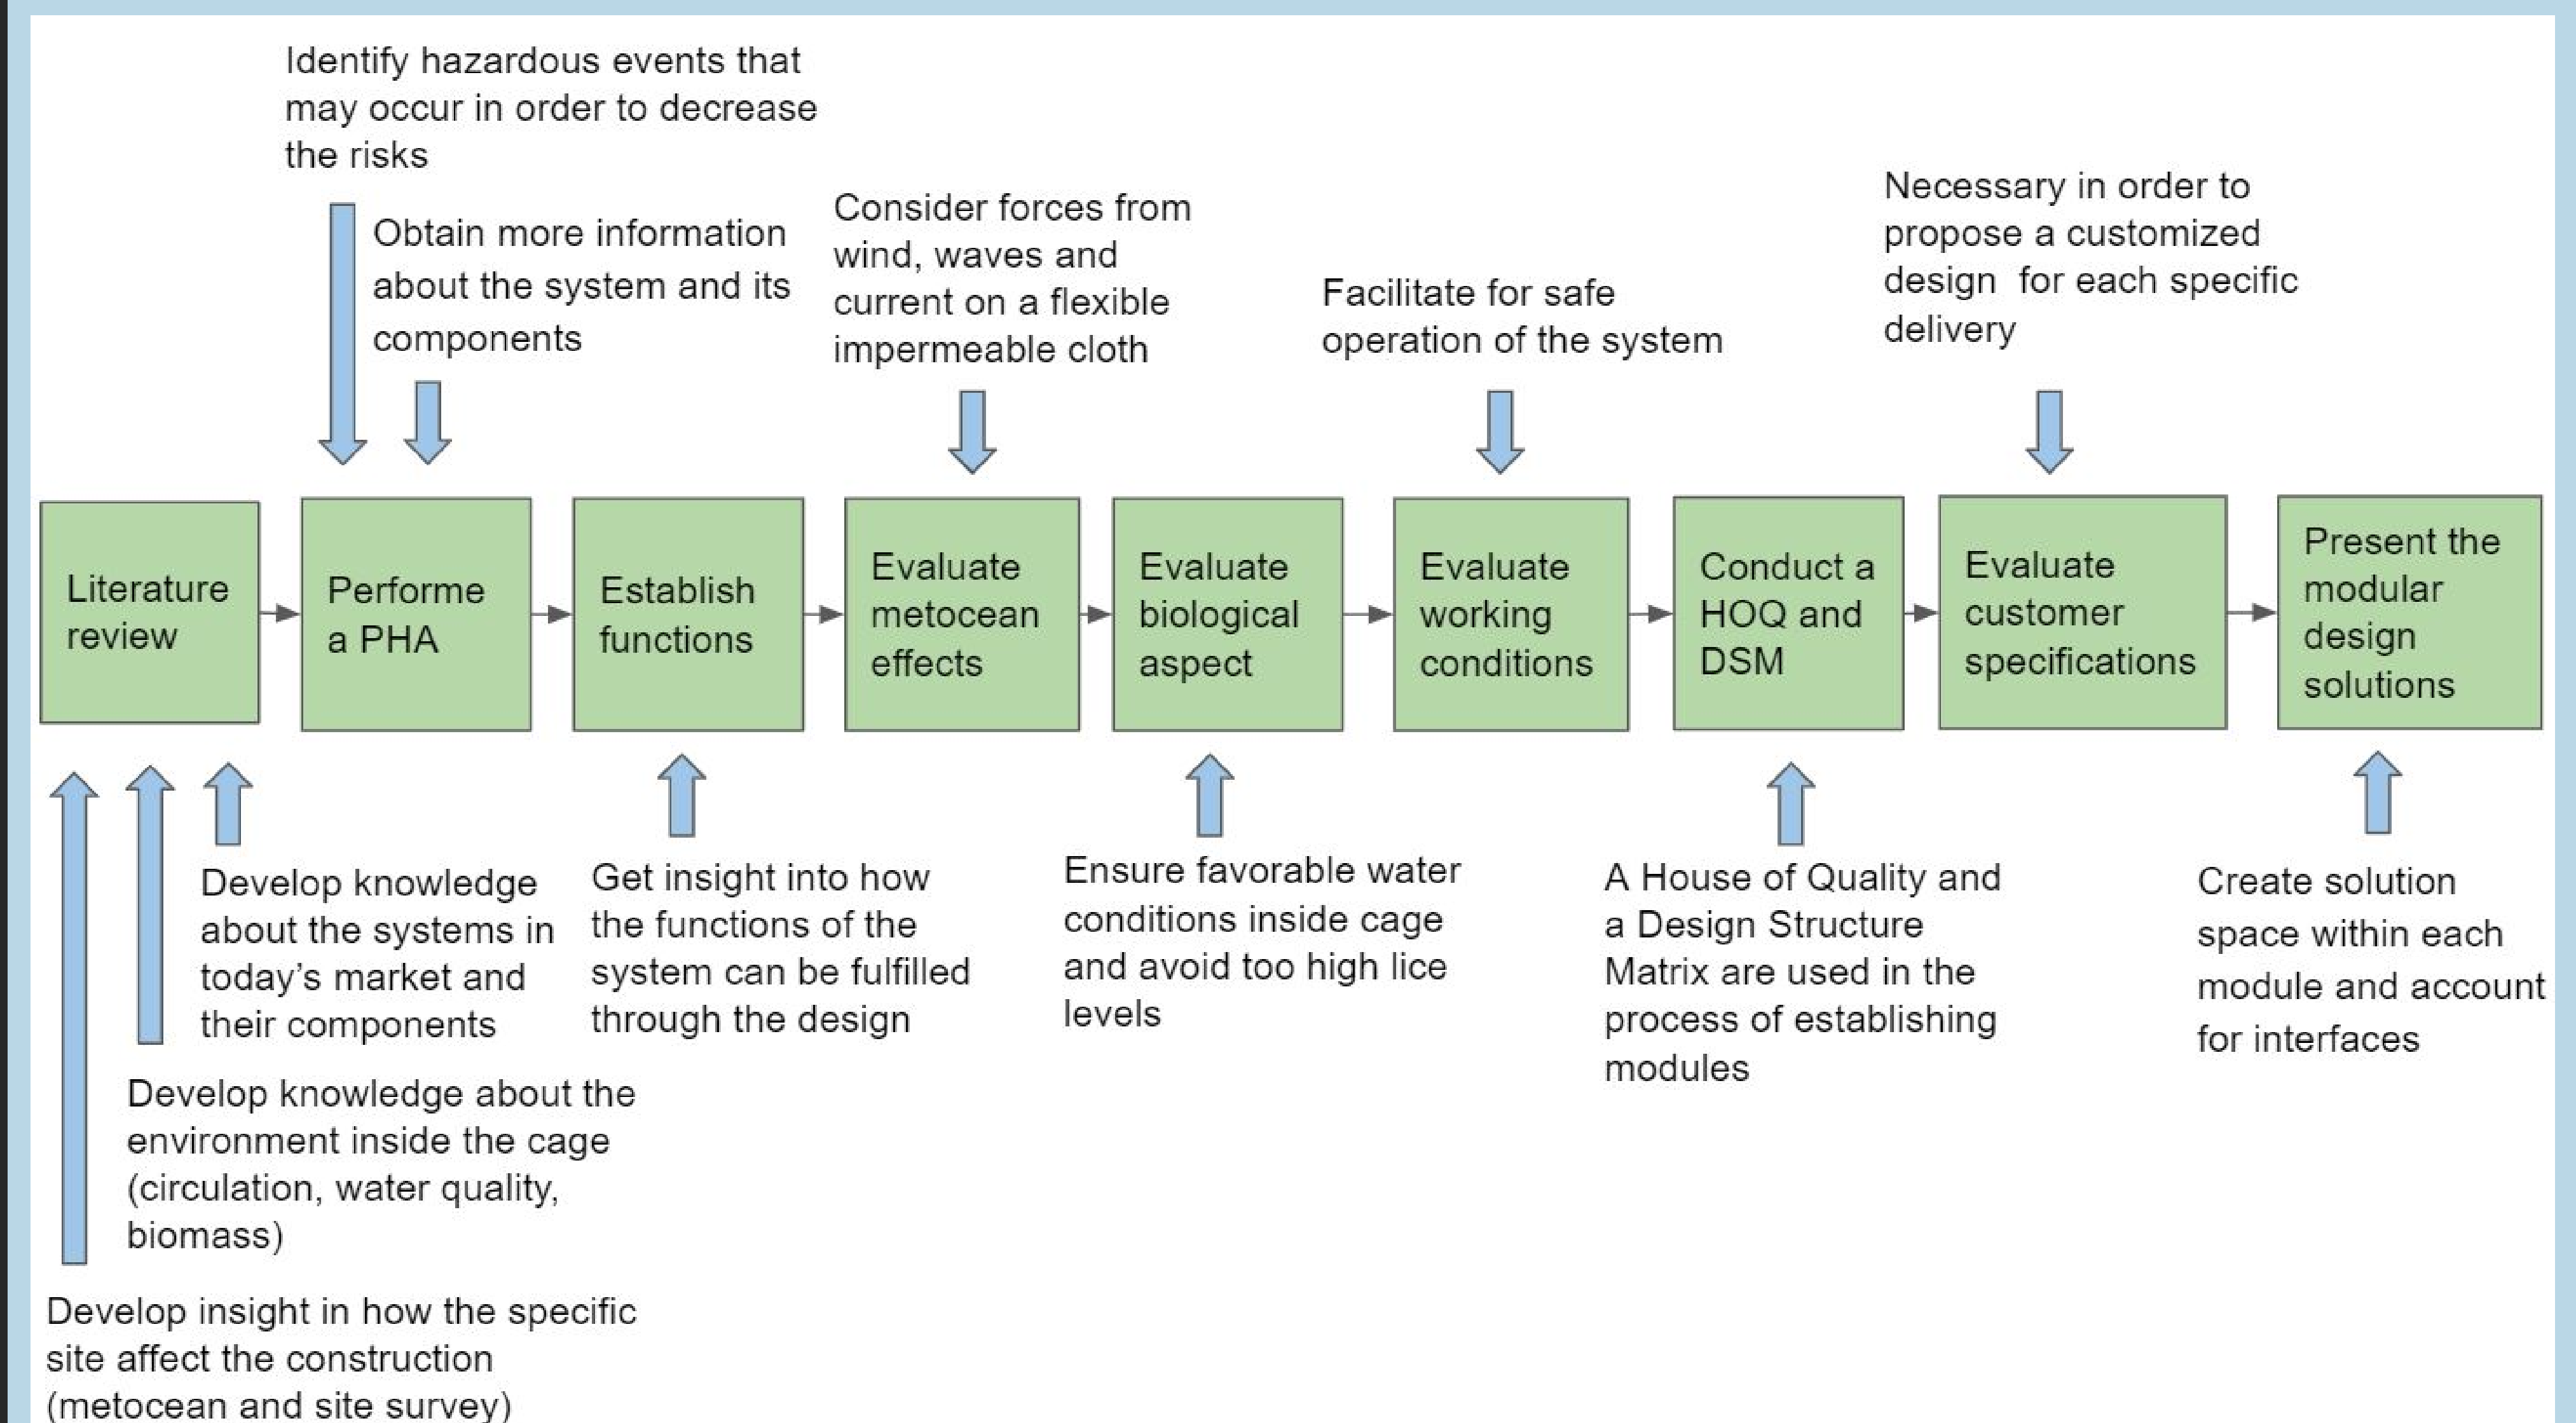 Identify hazardous events that
may occur in order to decrease
the risks
Obtain more information
about the system and its
components
Consider forces from
wind, waves and
current on a flexible
impermeable cloth
Facilitate for safe
operation of the system
Necessary in order to
propose a customized
design for each specific
delivery
Literature
review
Performe
a PHA
Establish
functions
Evaluate
metocean
effects
Evaluate
biological
aspect
Evaluate
working
conditions
Conduct a
HOQ and
DSM
Evaluate
customer
specifications
Present the
modular
design
solutions
Develop knowledge
about the systems in
today’s market and
their components
Develop knowledge about the
environment inside the cage
(circulation, water quality,
biomass)
Develop insight in how the specific
site affect the construction
(metocean and site survey)
Get insight into how
the functions of the
system can be fulfilled
through the design
Ensure favorable water
conditions inside cage
and avoid too high lice
levels
A House of Quality and
a Design Structure
Matrix are used in the
process of establishing
modules
Create solution
space within each
module and account
for interfaces